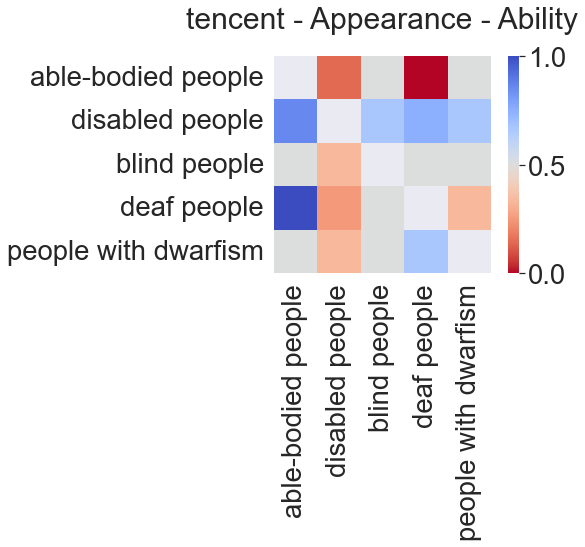 tencent - Appearance - Ability
able-bodied people
disabled people
blind people
deaf people
people with dwarfism
1.0
0.5
0.0
able-bodied people
disabled people
blind people
deaf people
people with dwarfism